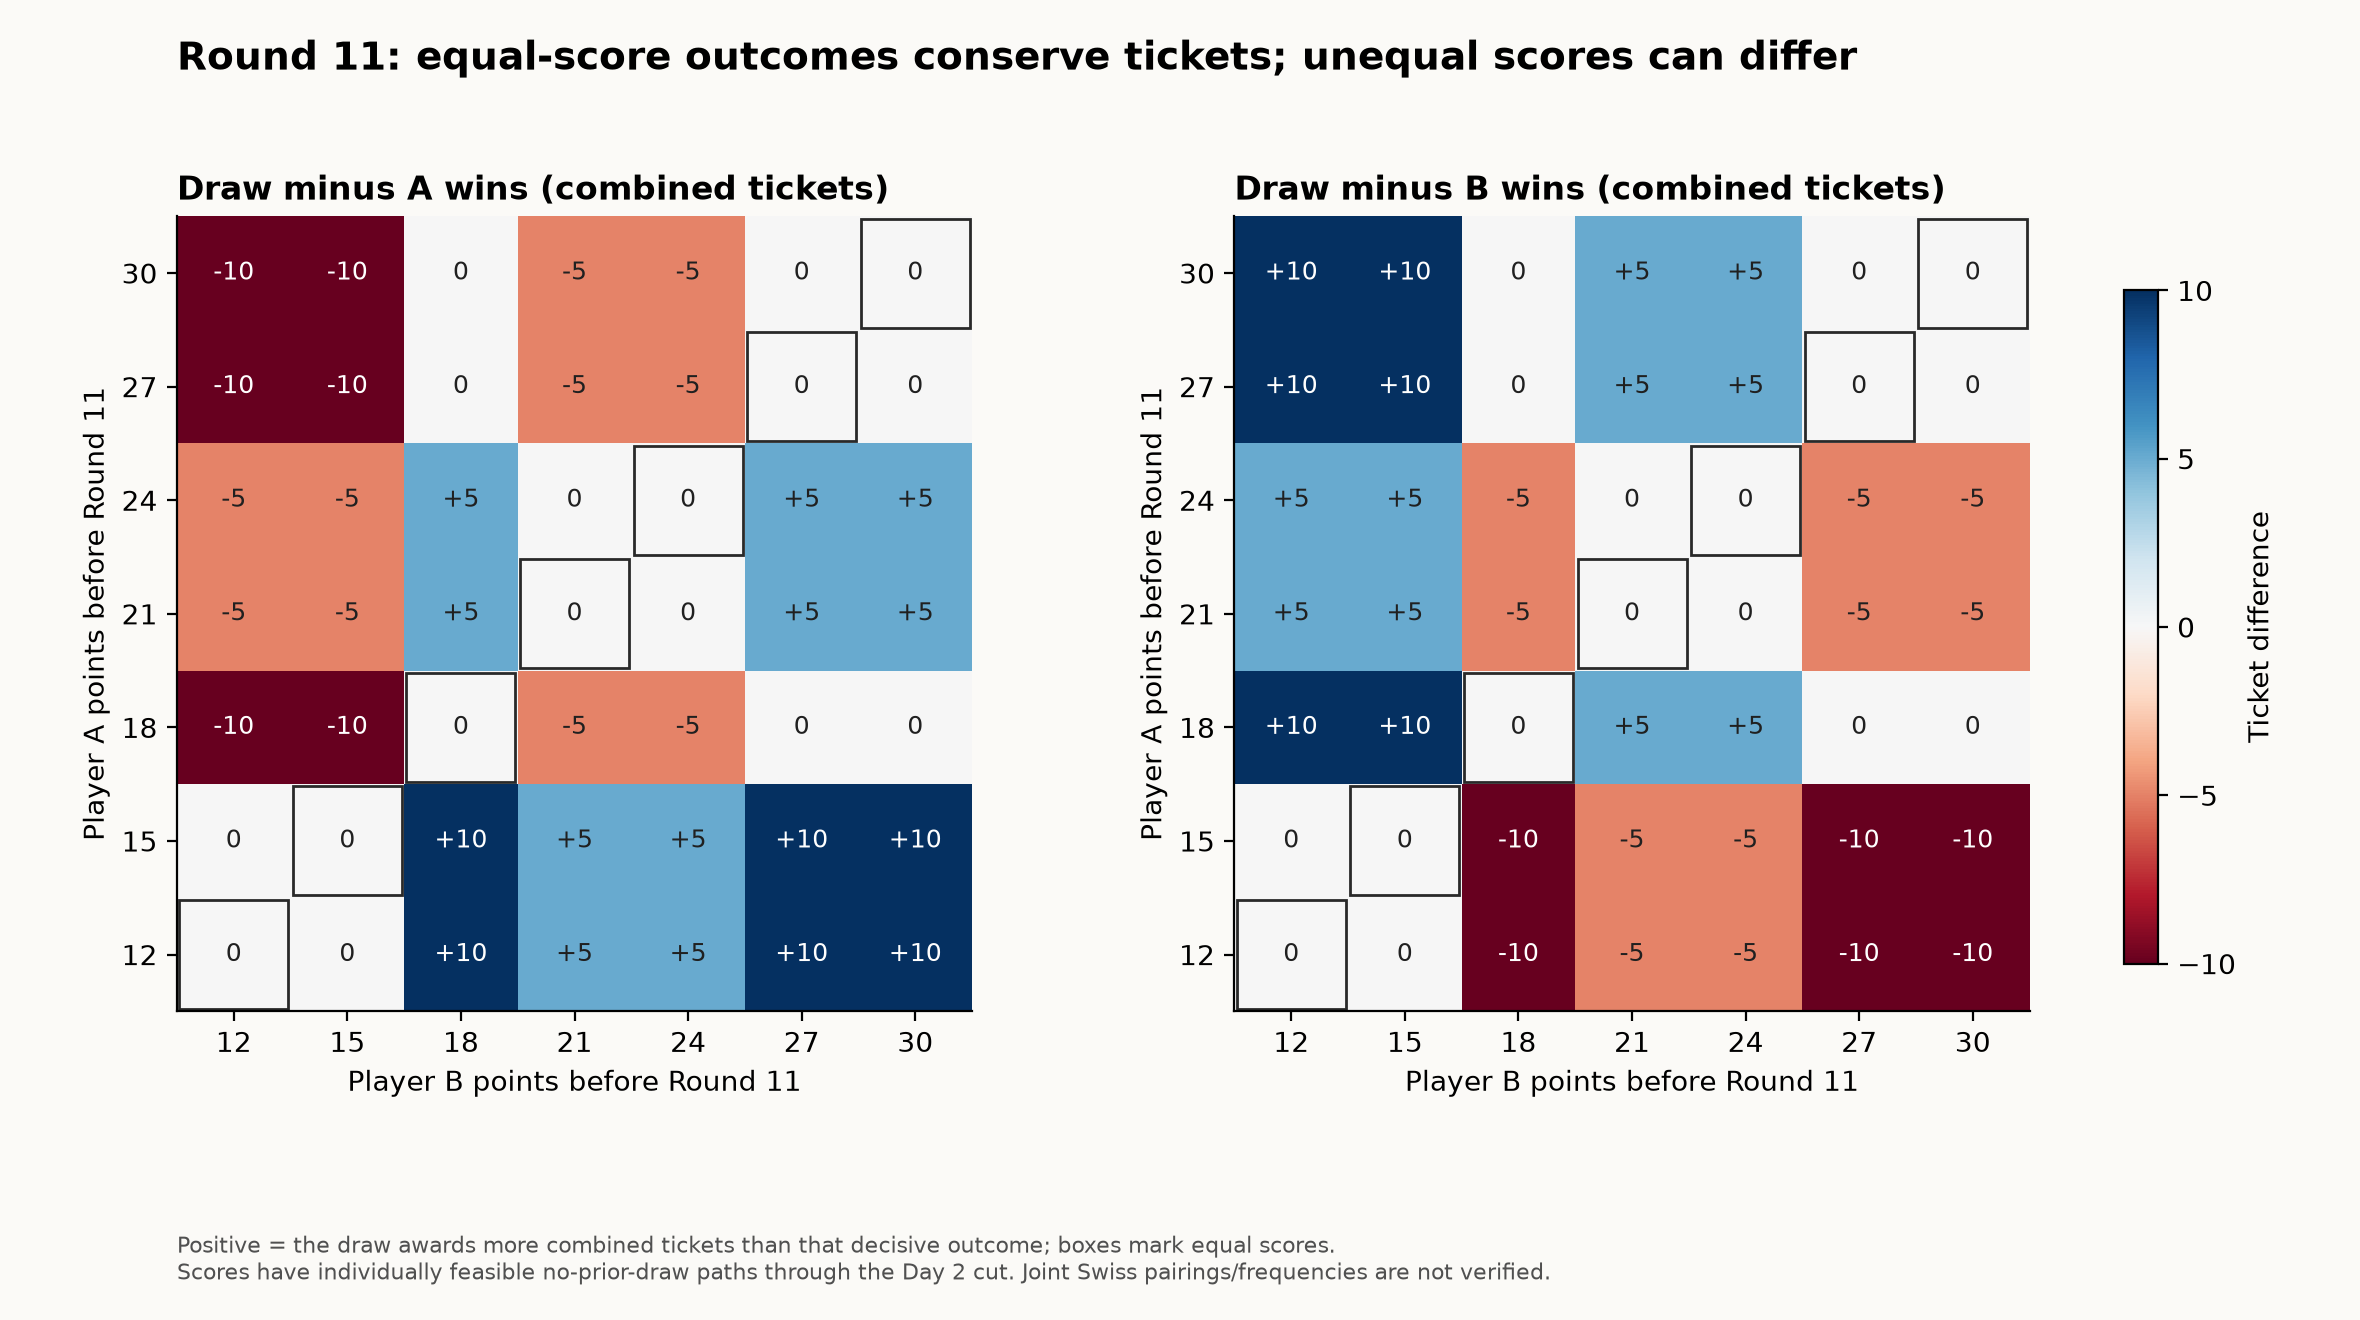 Round 11: equal-score outcomes conserve tickets; unequal scores can differ
Draw minus A wins (combined tickets)
Player A points before Round 11
30 -10 -10 0 -5 -5 0 0
27 -10 -10 0 -5 -5 0 0
24 -5 -5 +5 0 0 +5 +5
21 -5 -5 +5 0 0 +5 +5
18 -10 -10 0 -5 -5 0 0
15 0 0 +10 +5 +5 +10 +10
12 0 0 +10 +5 +5 +10 +10
12 15 18 21 24 27 30
Player B points before Round 11
Draw minus B wins (combined tickets)
Player A points before Round 11
30 +10 +10 0 +5 +5 0 0
27 +10 +10 0 +5 +5 0 0
24 +5 +5 -5 0 0 -5 -5
21 +5 +5 -5 0 0 -5 -5
18 +10 +10 0 +5 +5 0 0
15 0 0 -10 -5 -5 -10 -10
12 0 0 -10 -5 -5 -10 -10
12 15 18 21 24 27 30
Player B points before Round 11
10
5
0
−5
−10
Ticket difference
Positive = the draw awards more combined tickets than that decisive outcome; boxes mark equal scores.
Scores have individually feasible no-prior-draw paths through the Day 2 cut. Joint Swiss pairings/frequencies are not verified.